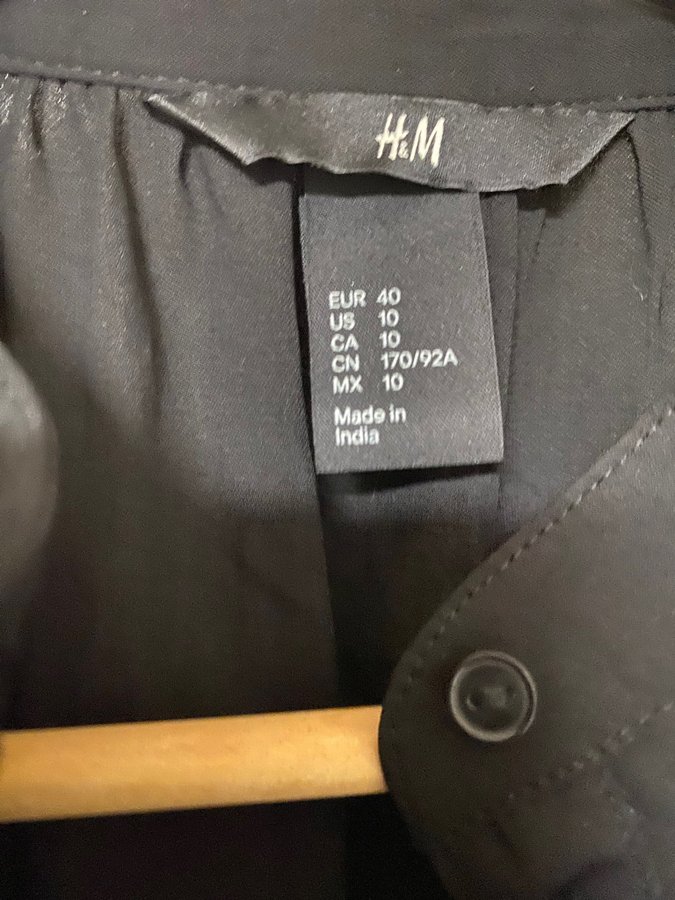 H&M
EUR 40
US 10
CA 10
CN 170/92A
MX 10
Made in
India